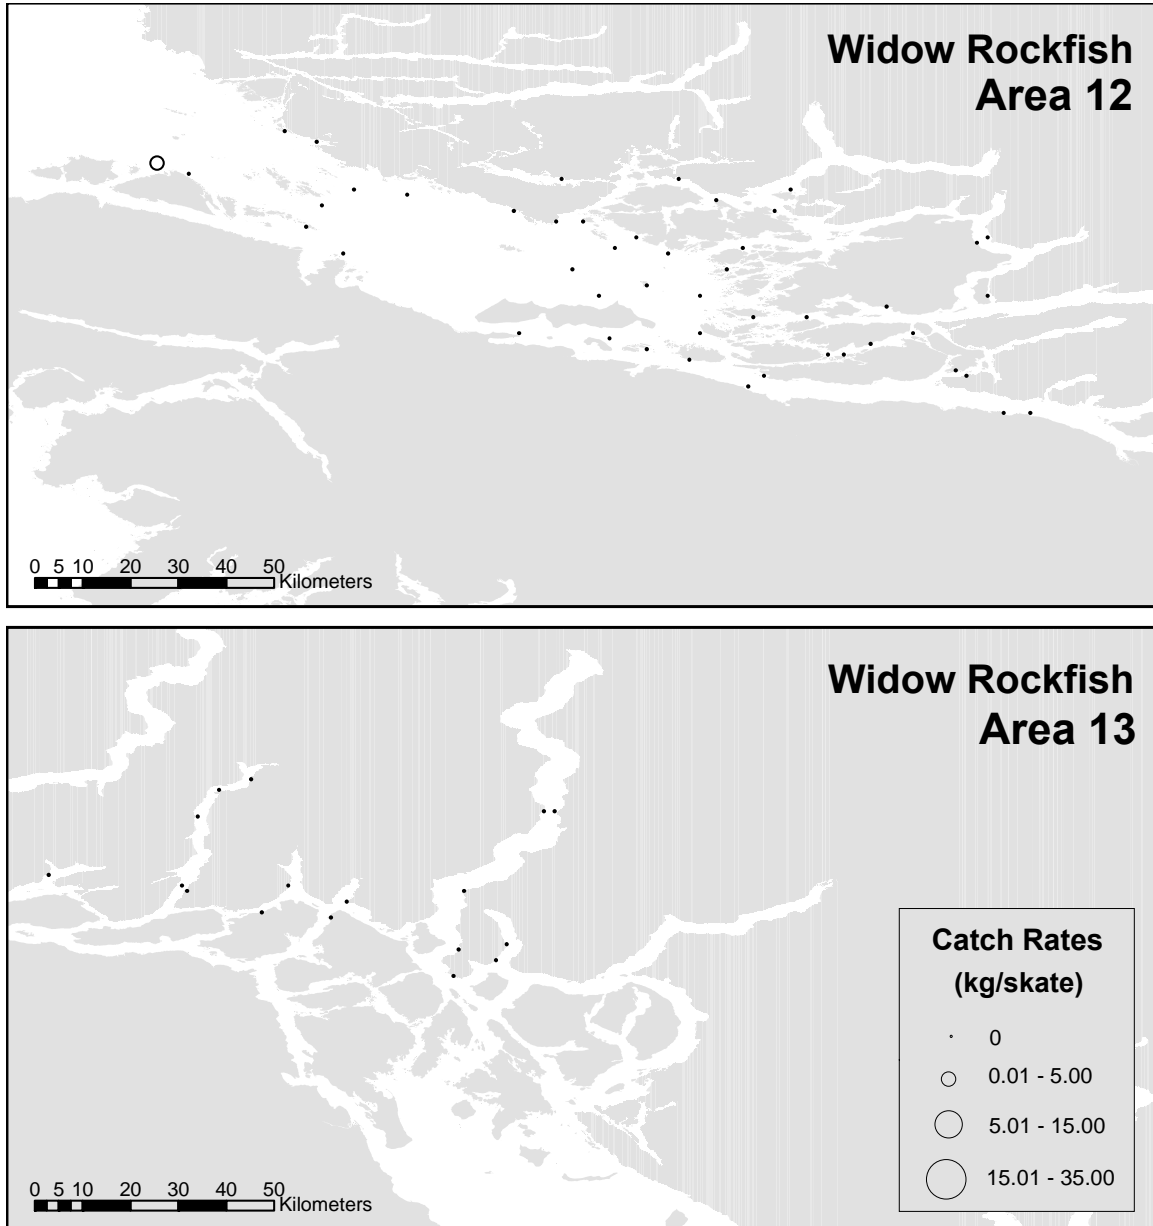 Widow Rockfish
Area 12
0 5 10 20 30 40 50
Kilometers
Widow Rockfish
Area 13
Catch Rates
(kg/skate)
0
0.01 - 5.00
5.01 - 15.00
15.01 - 35.00
0 5 10 20 30 40 50
Kilometers